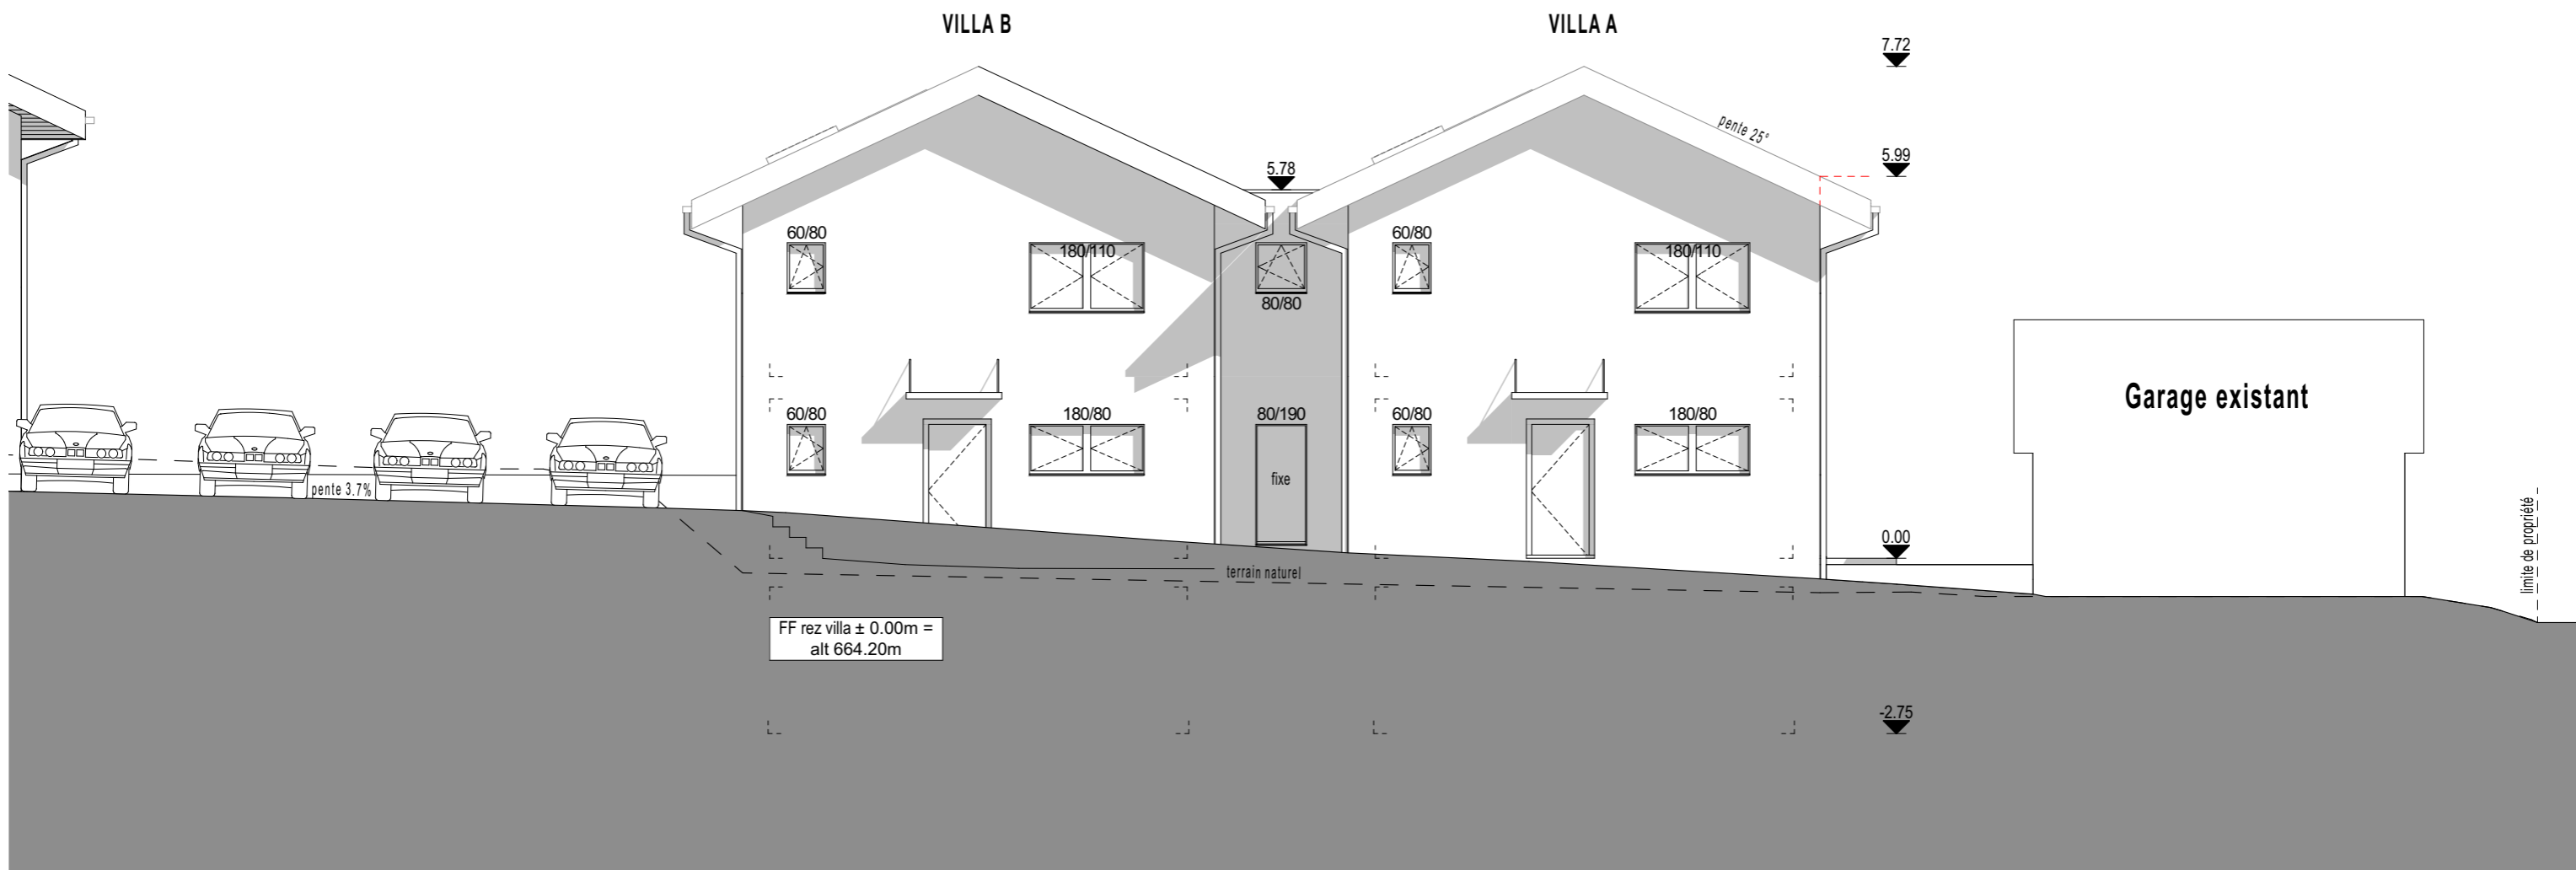 VILLA B
VILLA A
7.72
pente 25°
5.99
5.78
60/80
180/110
80/80
60/80
180/110
60/80
180/80
80/190
fixe
60/80
180/80
Garage existant
pente 3.7%
limite de propriété
0.00
terrain naturel
FF rez villa ± 0.00m =
alt 664.20m
-2.75